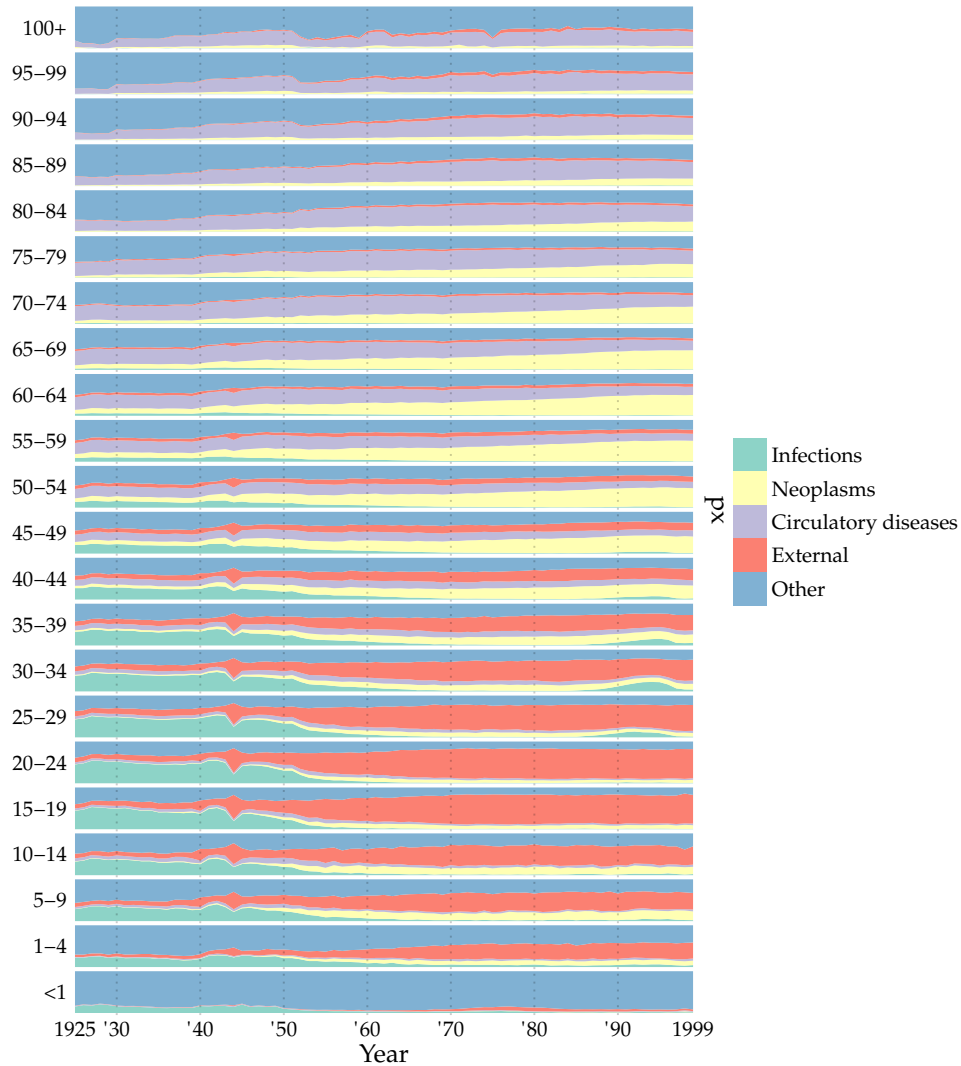 100+
95–99
90–94
85–89
80–84
75–79
70–74
65–69
60–64
55–59
50–54
45–49
40–44
35–39
30–34
25–29
20–24
15–19
10–14
5–9
1–4
<1
1925 '30 '40 '50 '60 '70 '80 '90 1999
Year
px
Infections
Neoplasms
Circulatory diseases
External
Other